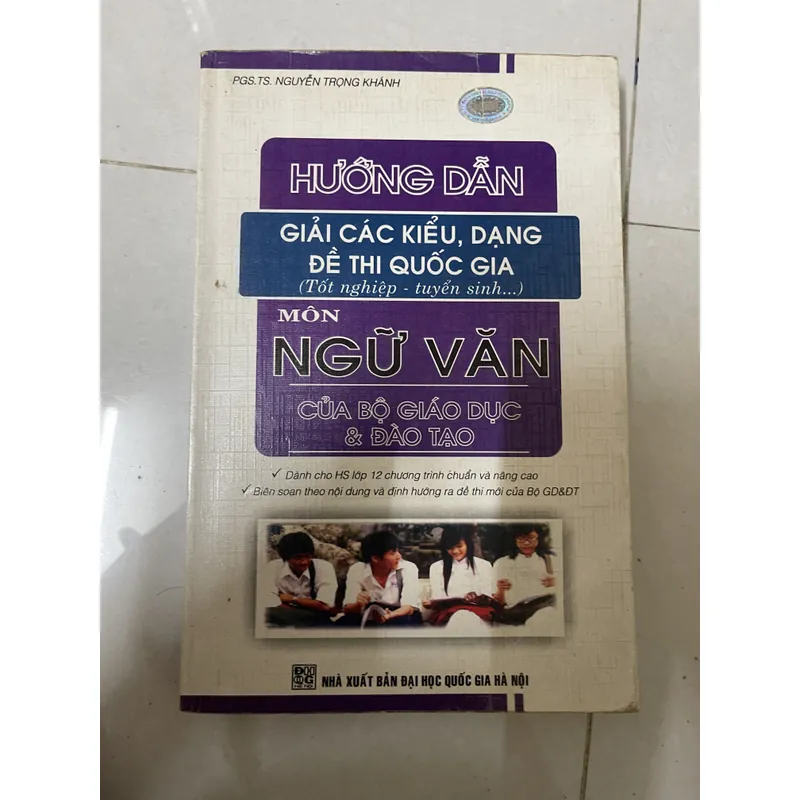 PGS.TS. NGUYỄN TRỌNG KHÁNH
HƯỚNG DẪN
GIẢI CÁC KIỂU, DẠNG
ĐỀ THI QUỐC GIA
(Tốt nghiệp - tuyển sinh...)
MÔN
NGỮ VĂN
CỦA BỘ GIÁO DỤC
& ĐÀO TẠO
✓ Dành cho HS lớp 12 chương trình chuẩn và nâng cao
✓ Biên soạn theo nội dung và định hướng ra đề thi mới của Bộ GD&ĐT
NHÀ XUẤT BẢN ĐẠI HỌC QUỐC GIA HÀ NỘI